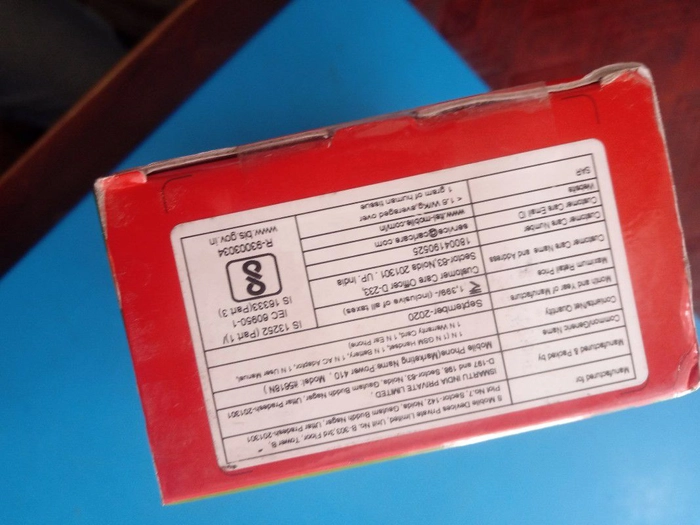 Manufactured for
S Mobile Devices Private Limited, Unit No. B-303,3rd Floor, Tower B,
Plot No.7, Sector-142, Noida, Gautam Buddh Nagar, Uttar Pradesh-201301
Manufactured & Packed by
ISMARTU INDIA PRIVATE LIMITED.
D-197 and 198, Sector-63, Noida, Gautam Buddh Nagar, Uttar Pradesh-201301
Common/Generic Name
Mobile Phone(Marketing Name Power 410 , Model: it5618N )
Contents/Net Quantity
1 N (1 N GSM Handset, 1 N Battery, 1 N AC Adaptor, 1 N User Manual,
1 N Warranty Card, 1 N Ear Phone)
Month and Year of Manufacture
September-2020
Maximum Retail Price
1,399/- (inclusive of all taxes)
Customer Care Name and Address
Customer Care Officer D-233,
Sector-63,Noida 201301 , UP. India
Customer Care Number
18004190525
Customer Care Email ID
service@carlcare.com
Website
www.itel-mobile.com/in
SAR
< 1.6 W/Kg,averaged over
1 gram of human tissue
IS 13252 (Part 1)/
IEC 60950-1
IS 16333(Part 3)
R-93003034
www.bis.gov.in